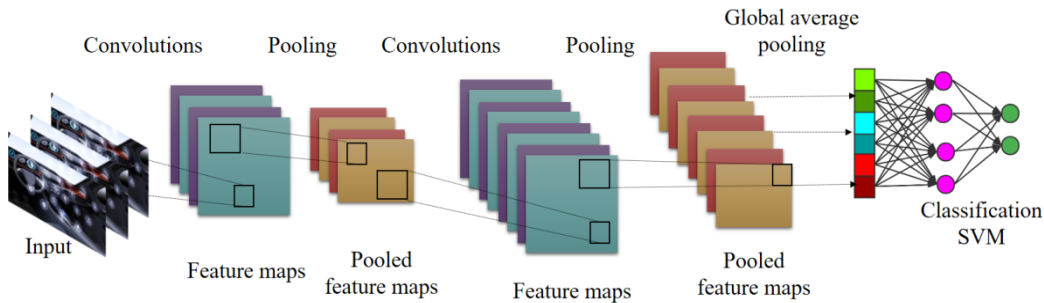 Convolutions
Pooling
Convolutions
Pooling
Global average
pooling
Input
Feature maps
Pooled
feature maps
Feature maps
Pooled
feature maps
Classification
SVM